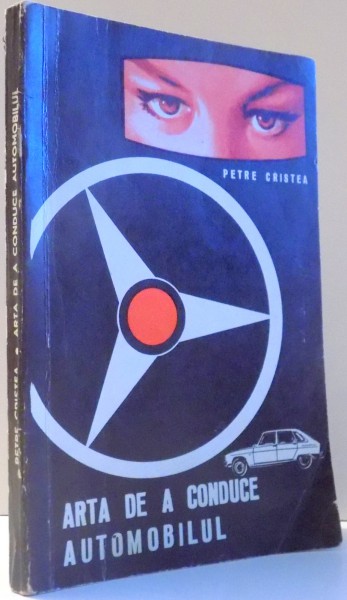 PETRE CRISTEA
ARTA DE A CONDUCE
AUTOMOBILUL
PETRE CRISTEA • ARTA DE A CONDUCE AUTOMOBILUL